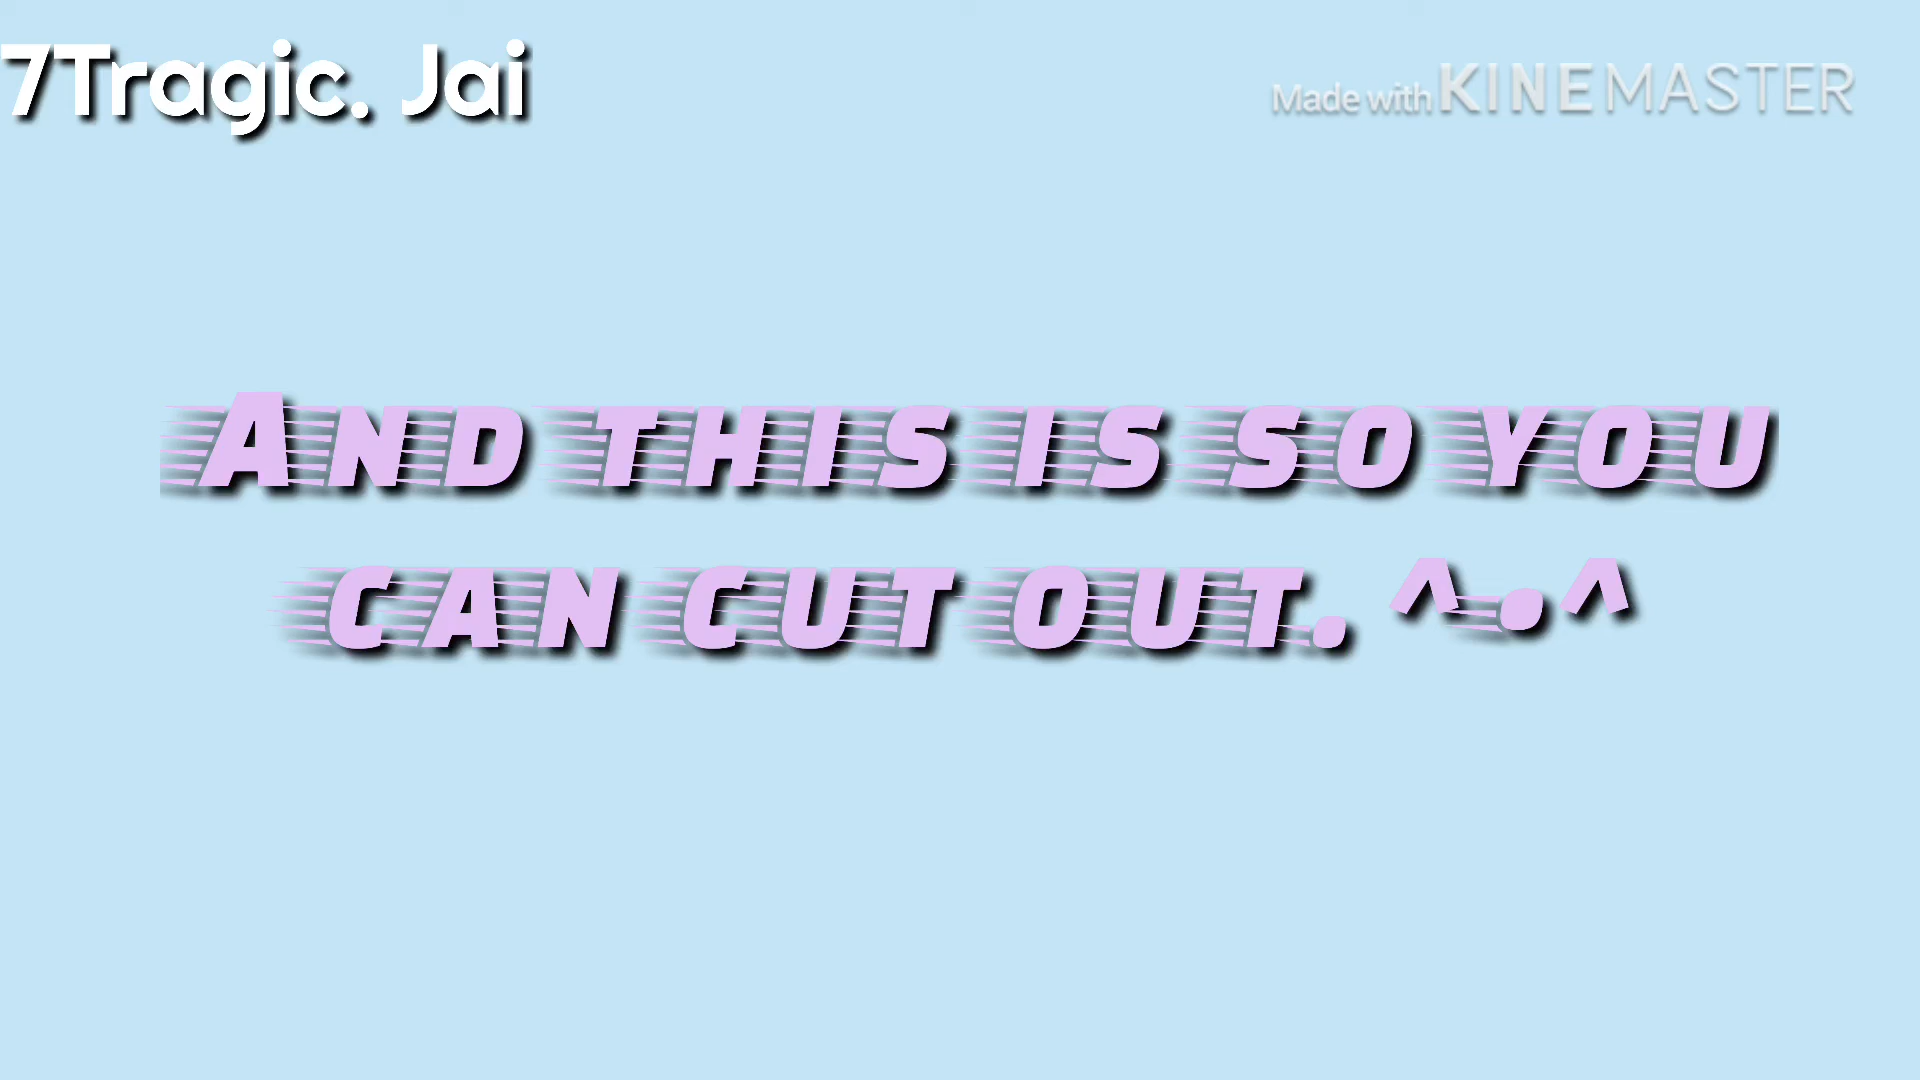 7Tragic. Jai
Made with KINEMASTER
And this is so you
can cut out. ^•^